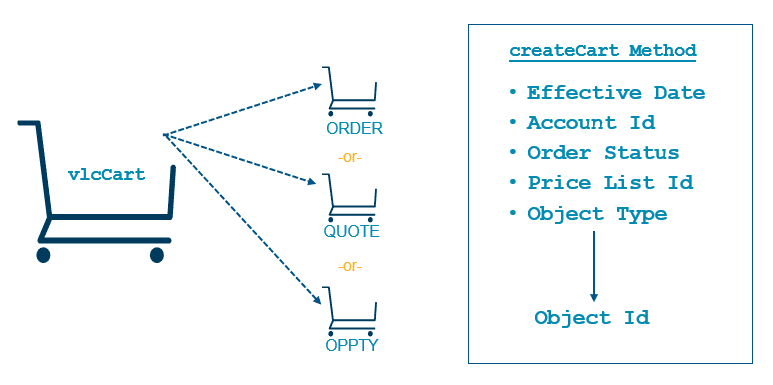 vlcCart
ORDER
-or-
QUOTE
-or-
OPPTY
createCart Method
• Effective Date
• Account Id
• Order Status
• Price List Id
• Object Type
Object Id